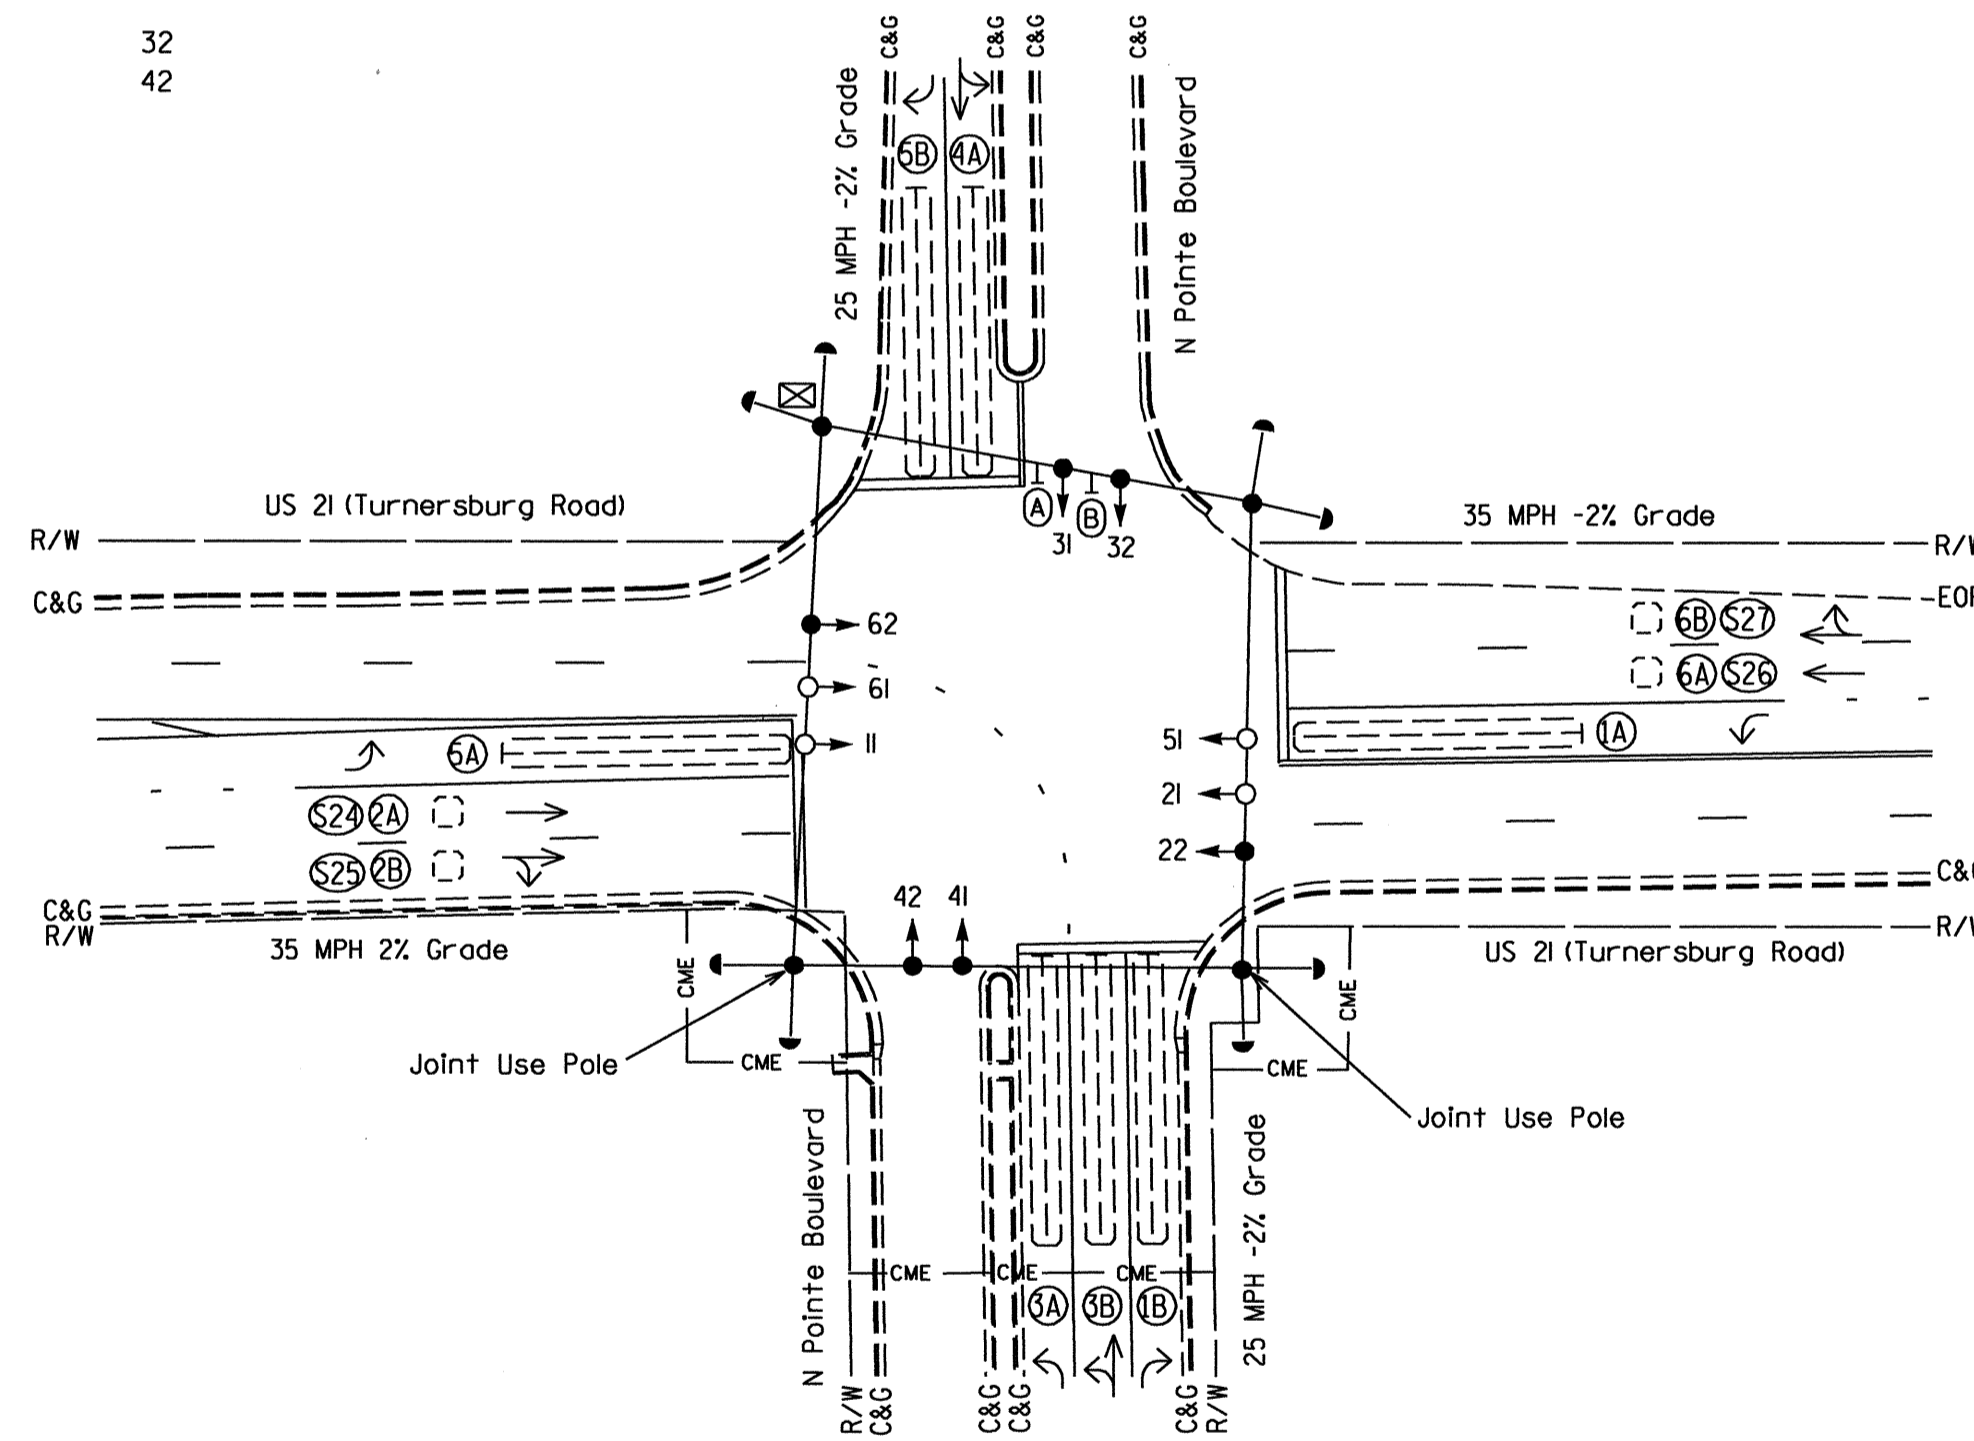 32
42
C&G
C&G
C&G
C&G
25 MPH -2% Grade
N Pointe Boulevard
5B
4A
US 21 (Turnersburg Road)
A
B
31
32
35 MPH -2% Grade
R/W
R/W
C&G
62
6B
S27
61
6A
S26
11
51
1A
5A
S24
2A
21
S25
2B
22
C&G
R/W
42
41
R/W
35 MPH 2% Grade
US 21 (Turnersburg Road)
CME
CME
Joint Use Pole
CME
CME
Joint Use Pole
N Pointe Boulevard
25 MPH -2% Grade
CME
CME
CME
3A
3B
1B
R/W
C&G
C&G
C&G
C&G
R/W